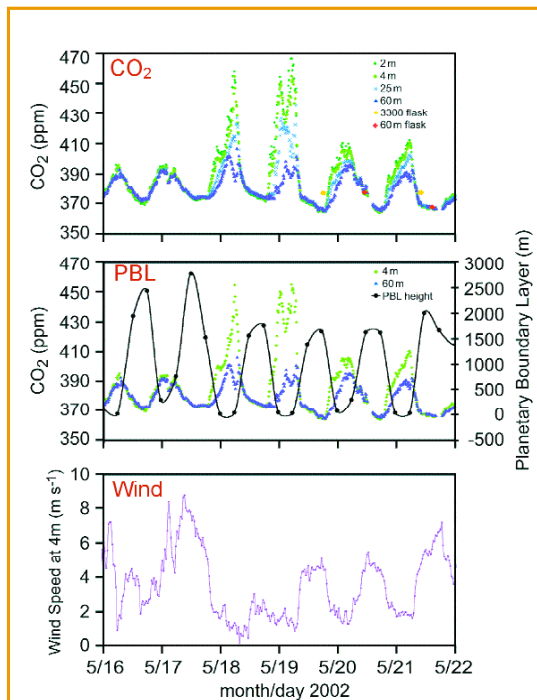 CO₂
470
450
430
410
390
370
350
CO₂ (ppm)
2 m
4 m
25 m
60 m
3300 flask
60 m flask
PBL
470
450
430
410
390
370
350
CO₂ (ppm)
4 m
60 m
PBL height
3000
2500
2000
1500
1000
500
0
-500
Planetary Boundary Layer (m)
Wind
10
8
6
4
2
0
Wind Speed at 4m (m s⁻¹)
5/16 5/17 5/18 5/19 5/20 5/21 5/22
month/day 2002